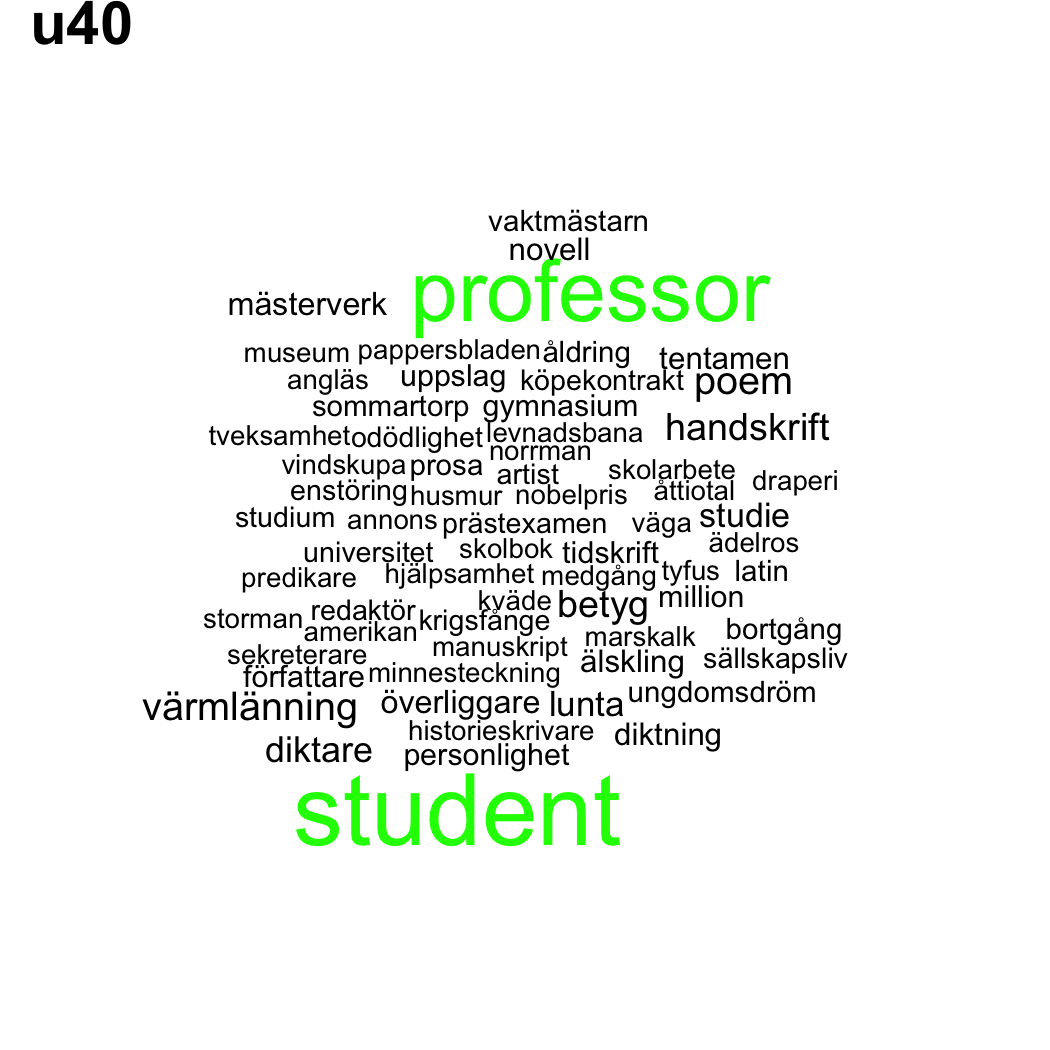 u40
vaktmästarn
novell
professor
mästerverk
museum pappersbladen åldring tentamen
angläs uppslag köpekontrakt poem
sommartorp gymnasium
handskrift
tveksamhet odödlighet levnadsbana
norrman
vindskupa prosa artist skolarbete draperi
enstöring husmur nobelpris åttiotal
studium annons prästexamen väga studie
ädelros
universitet skolbok tidskrift
predikare hjälpsamhet medgång tyfus latin
kväde betyg million
storman redaktör krigsfånge
amerikan marskalk bortgång
sekreterare manuskript älskling sällskapsliv
författare minnesteckning
värmlänning överliggare lunta ungdomsdröm
historieskrivare diktning
diktare personlighet
student